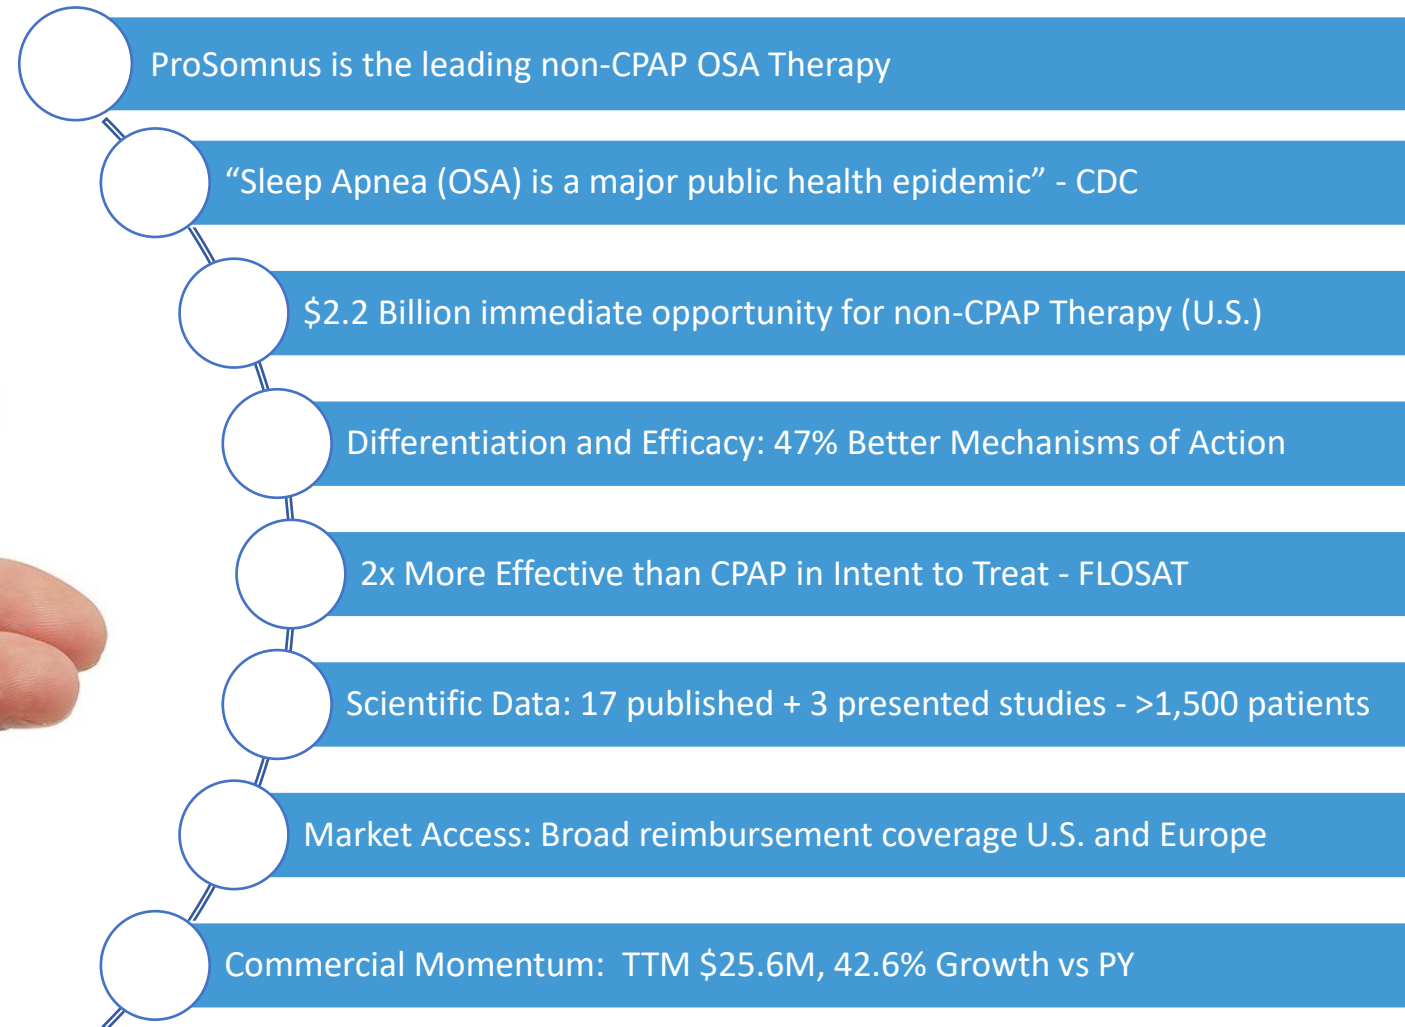 ProSomnus is the leading non-CPAP OSA Therapy
“Sleep Apnea (OSA) is a major public health epidemic” - CDC
$2.2 Billion immediate opportunity for non-CPAP Therapy (U.S.)
Differentiation and Efficacy: 47% Better Mechanisms of Action
2x More Effective than CPAP in Intent to Treat - FLOSAT
Scientific Data: 17 published + 3 presented studies - >1,500 patients
Market Access: Broad reimbursement coverage U.S. and Europe
Commercial Momentum:  TTM $25.6M, 42.6% Growth vs PY